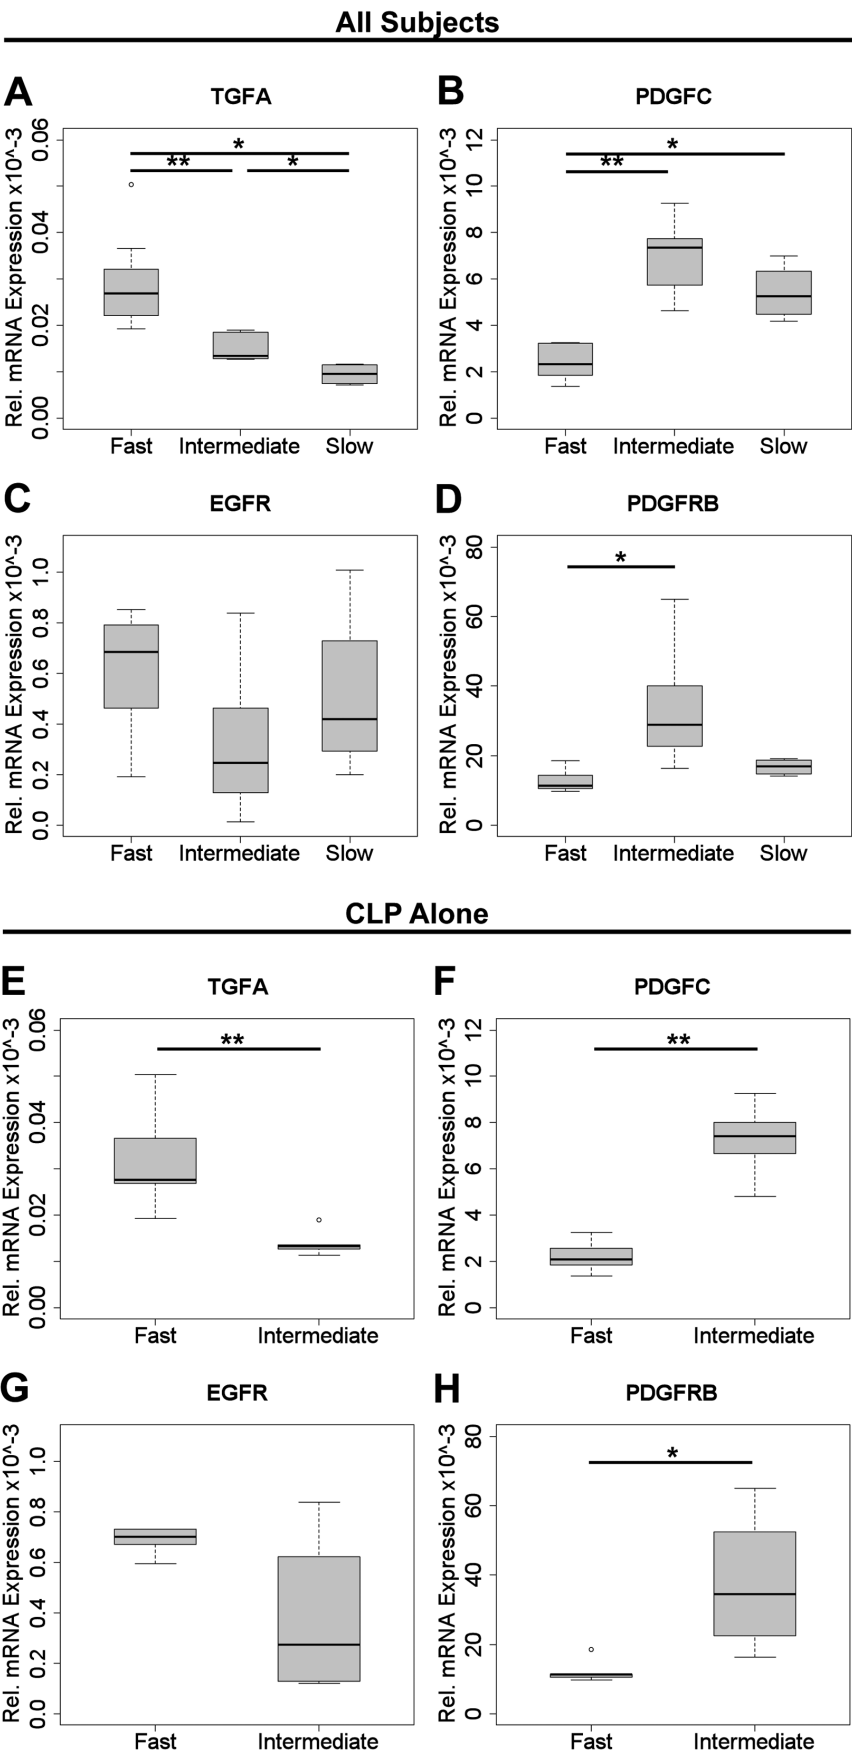 All Subjects
A
TGFA
Rel. mRNA Expression x10^-3
0.06
0.04
0.02
0.00
*
** *
Fast Intermediate Slow
B
PDGFC
Rel. mRNA Expression x10^-3
12
10
8
6
4
2
0
*
**
Fast Intermediate Slow
C
EGFR
Rel. mRNA Expression x10^-3
1.0
0.8
0.6
0.4
0.2
0.0
Fast Intermediate Slow
D
PDGFRB
Rel. mRNA Expression x10^-3
80
60
40
20
0
*
Fast Intermediate Slow
CLP Alone
E
TGFA
Rel. mRNA Expression x10^-3
0.06
0.04
0.02
0.00
**
Fast Intermediate
F
PDGFC
Rel. mRNA Expression x10^-3
12
10
8
6
4
2
0
**
Fast Intermediate
G
EGFR
Rel. mRNA Expression x10^-3
1.0
0.8
0.6
0.4
0.2
0.0
Fast Intermediate
H
PDGFRB
Rel. mRNA Expression x10^-3
80
60
40
20
0
*
Fast Intermediate